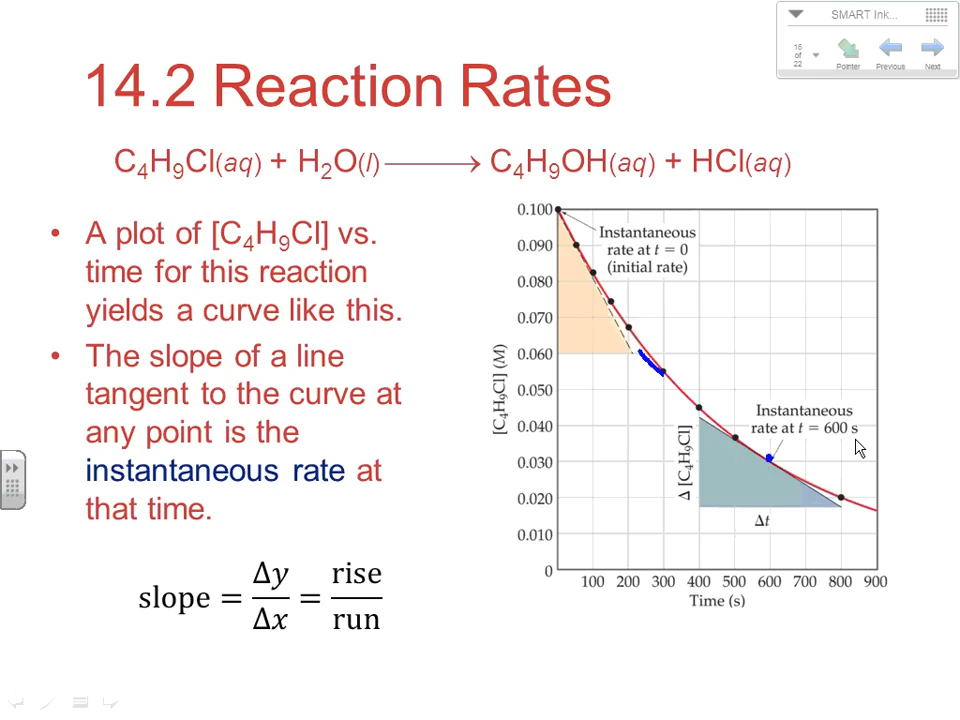 SMART Ink...
16
of
22
Pointer
Previous
Next
14.2 Reaction Rates
C₄H₉Cl(aq) + H₂O(l) ⟶ C₄H₉OH(aq) + HCl(aq)
• A plot of [C₄H₉Cl] vs.
time for this reaction
yields a curve like this.
• The slope of a line
tangent to the curve at
any point is the
instantaneous rate at
that time.
slope = Δy/Δx = rise/run
0.100
0.090
0.080
0.070
0.060
0.050
0.040
0.030
0.020
0.010
0
[C₄H₉Cl] (M)
Instantaneous
rate at t = 0
(initial rate)
Instantaneous
rate at t = 600 s
Δ [C₄H₉Cl]
Δt
100 200 300 400 500 600 700 800 900
Time (s)